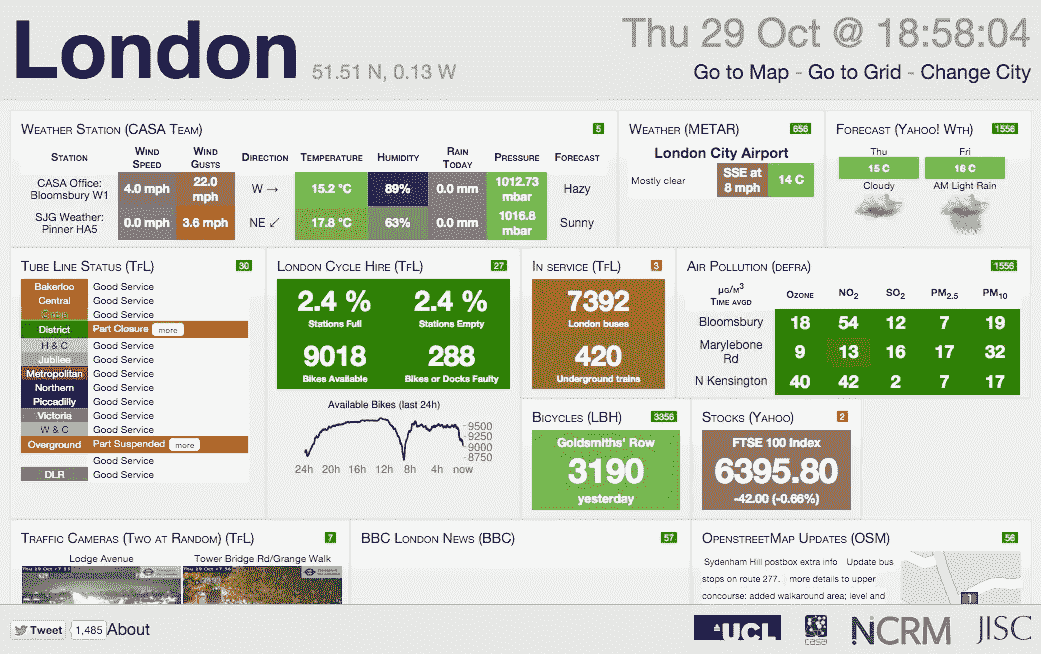 London 51.51 N, 0.13 W
Thu 29 Oct @ 18:58:04
Go to Map - Go to Grid - Change City
Weather Station (CASA Team) 5
Station Wind Speed Wind Gusts Direction Temperature Humidity Rain Today Pressure Forecast
CASA Office: Bloomsbury W1 4.0 mph 22.0 mph W → 15.2 °C 89% 0.0 mm 1012.73 mbar Hazy
SJG Weather: Pinner HA5 0.0 mph 3.6 mph NE ↙ 17.8 °C 63% 0.0 mm 1016.8 mbar Sunny
Weather (METAR) 656
London City Airport
Mostly clear SSE at 8 mph 14 C
Forecast (Yahoo! Wth) 1556
Thu Fri
15 C 16 C
Cloudy AM Light Rain
Tube Line Status (TfL) 30
Bakerloo Good Service
Central Good Service
Circle Good Service
District Part Closure more
H & C Good Service
Jubilee Good Service
Metropolitan Good Service
Northern Good Service
Piccadilly Good Service
Victoria Good Service
W & C Good Service
Overground Part Suspended more
Good Service
DLR Good Service
London Cycle Hire (TfL) 27
2.4 % 2.4 %
Stations Full Stations Empty
9018 288
Bikes Available Bikes or Docks Faulty
Available Bikes (last 24h)
9500
9250
9000
8750
24h 20h 16h 12h 8h 4h now
In service (TfL) 3
7392
London buses
420
Underground trains
Air Pollution (defra) 1556
µg/m³ Time avgd Ozone NO2 SO2 PM2.5 PM10
Bloomsbury 18 54 12 7 19
Marylebone Rd 9 13 16 17 32
N Kensington 40 42 2 7 17
Bicycles (LBH) 3356
Goldsmiths' Row
3190
yesterday
Stocks (Yahoo) 2
FTSE 100 Index
6395.80
-42.00 (-0.66%)
Traffic Cameras (Two at Random) (TfL) 7
Lodge Avenue Tower Bridge Rd/Grange Walk
BBC London News (BBC) 57
OpenstreetMap Updates (OSM) 56
Sydenham Hill postbox extra info Update bus
stops on route 277. more details to upper
concourse: added walkaround area; level and
1
Tweet 1,485 About
UCL casa NCRM JISC